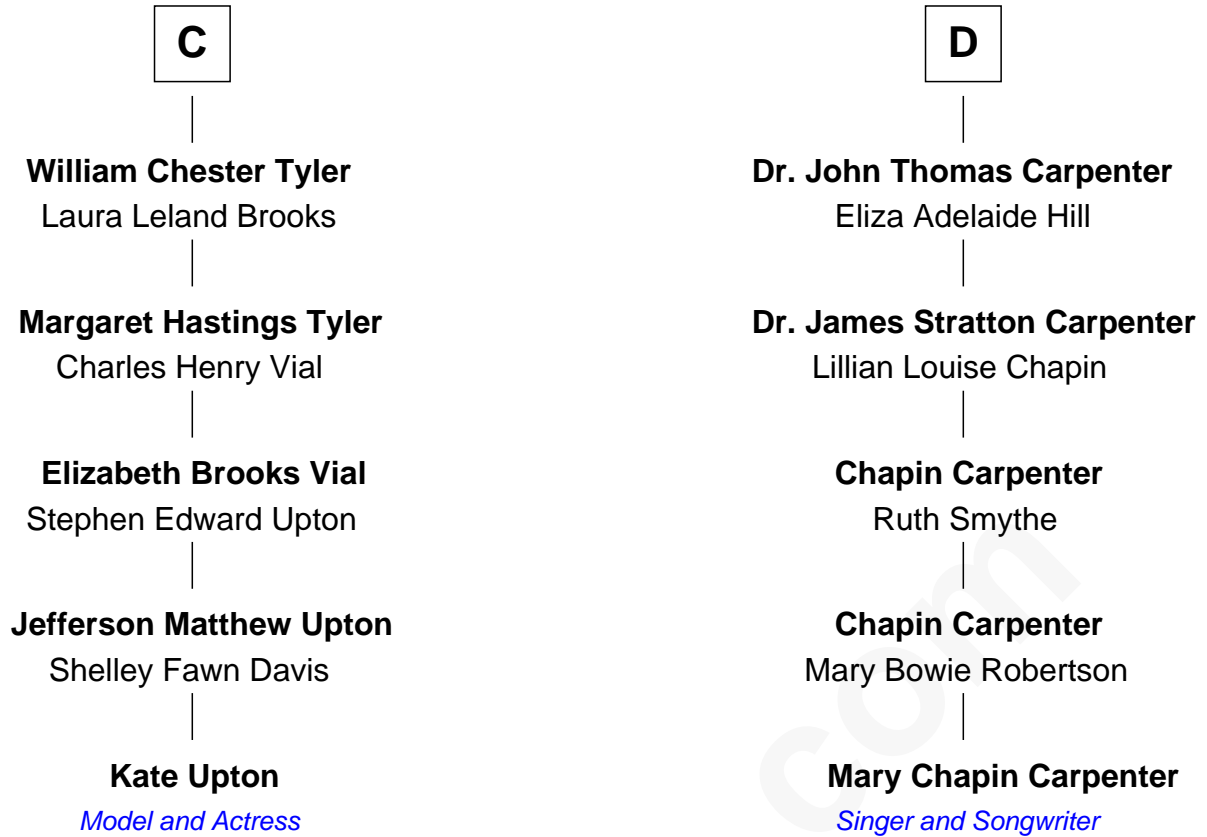 C
William Chester Tyler
Laura Leland Brooks
Margaret Hastings Tyler
Charles Henry Vial
Elizabeth Brooks Vial
Stephen Edward Upton
Jefferson Matthew Upton
Shelley Fawn Davis
Kate Upton
Model and Actress
D
Dr. John Thomas Carpenter
Eliza Adelaide Hill
Dr. James Stratton Carpenter
Lillian Louise Chapin
Chapin Carpenter
Ruth Smythe
Chapin Carpenter
Mary Bowie Robertson
Mary Chapin Carpenter
Singer and Songwriter
com